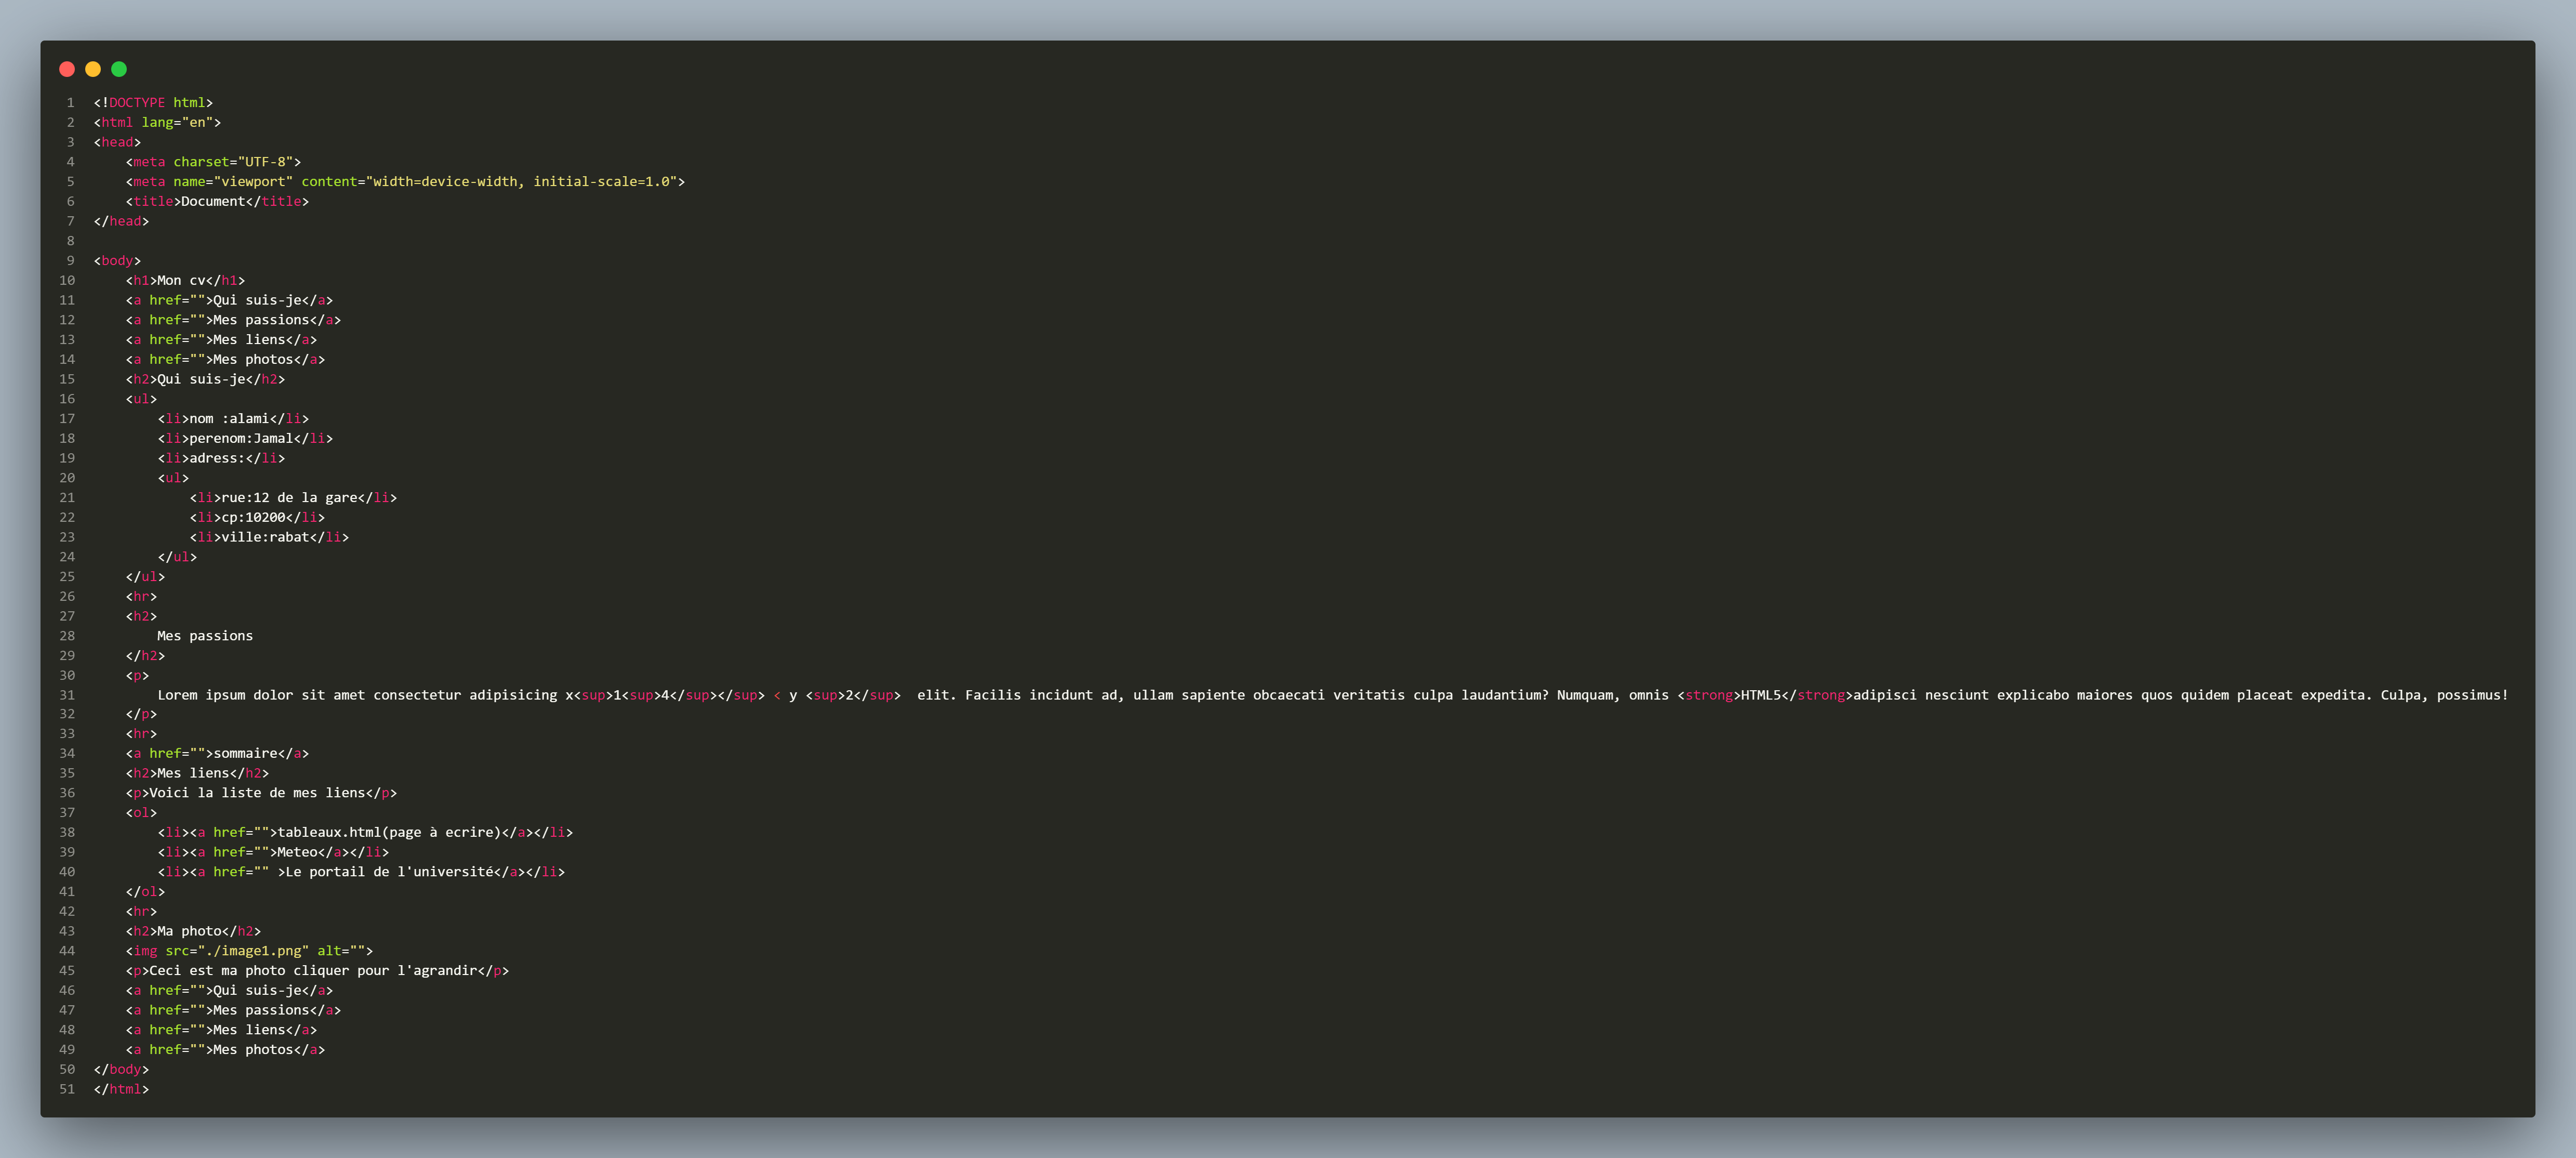 1 <!DOCTYPE html>
2 <html lang="en">
3 <head>
4     <meta charset="UTF-8">
5     <meta name="viewport" content="width=device-width, initial-scale=1.0">
6     <title>Document</title>
7 </head>
8
9 <body>
10     <h1>Mon cv</h1>
11     <a href="">Qui suis-je</a>
12     <a href="">Mes passions</a>
13     <a href="">Mes liens</a>
14     <a href="">Mes photos</a>
15     <h2>Qui suis-je</h2>
16     <ul>
17         <li>nom :alami</li>
18         <li>perenom:Jamal</li>
19         <li>adress:</li>
20         <ul>
21             <li>rue:12 de la gare</li>
22             <li>cp:10200</li>
23             <li>ville:rabat</li>
24         </ul>
25     </ul>
26     <hr>
27     <h2>
28         Mes passions
29     </h2>
30     <p>
31         Lorem ipsum dolor sit amet consectetur adipisicing x<sup>1<sup>4</sup></sup> < y <sup>2</sup>  elit. Facilis incidunt ad, ullam sapiente obcaecati veritatis culpa laudantium? Numquam, omnis <strong>HTML5</strong>adipisci nesciunt explicabo maiores quos quidem placeat expedita. Culpa, possimus!
32     </p>
33     <hr>
34     <a href="">sommaire</a>
35     <h2>Mes liens</h2>
36     <p>Voici la liste de mes liens</p>
37     <ol>
38         <li><a href="">tableaux.html(page à ecrire)</a></li>
39         <li><a href="">Meteo</a></li>
40         <li><a href="" >Le portail de l'université</a></li>
41     </ol>
42     <hr>
43     <h2>Ma photo</h2>
44     <img src="./image1.png" alt="">
45     <p>Ceci est ma photo cliquer pour l'agrandir</p>
46     <a href="">Qui suis-je</a>
47     <a href="">Mes passions</a>
48     <a href="">Mes liens</a>
49     <a href="">Mes photos</a>
50 </body>
51 </html>